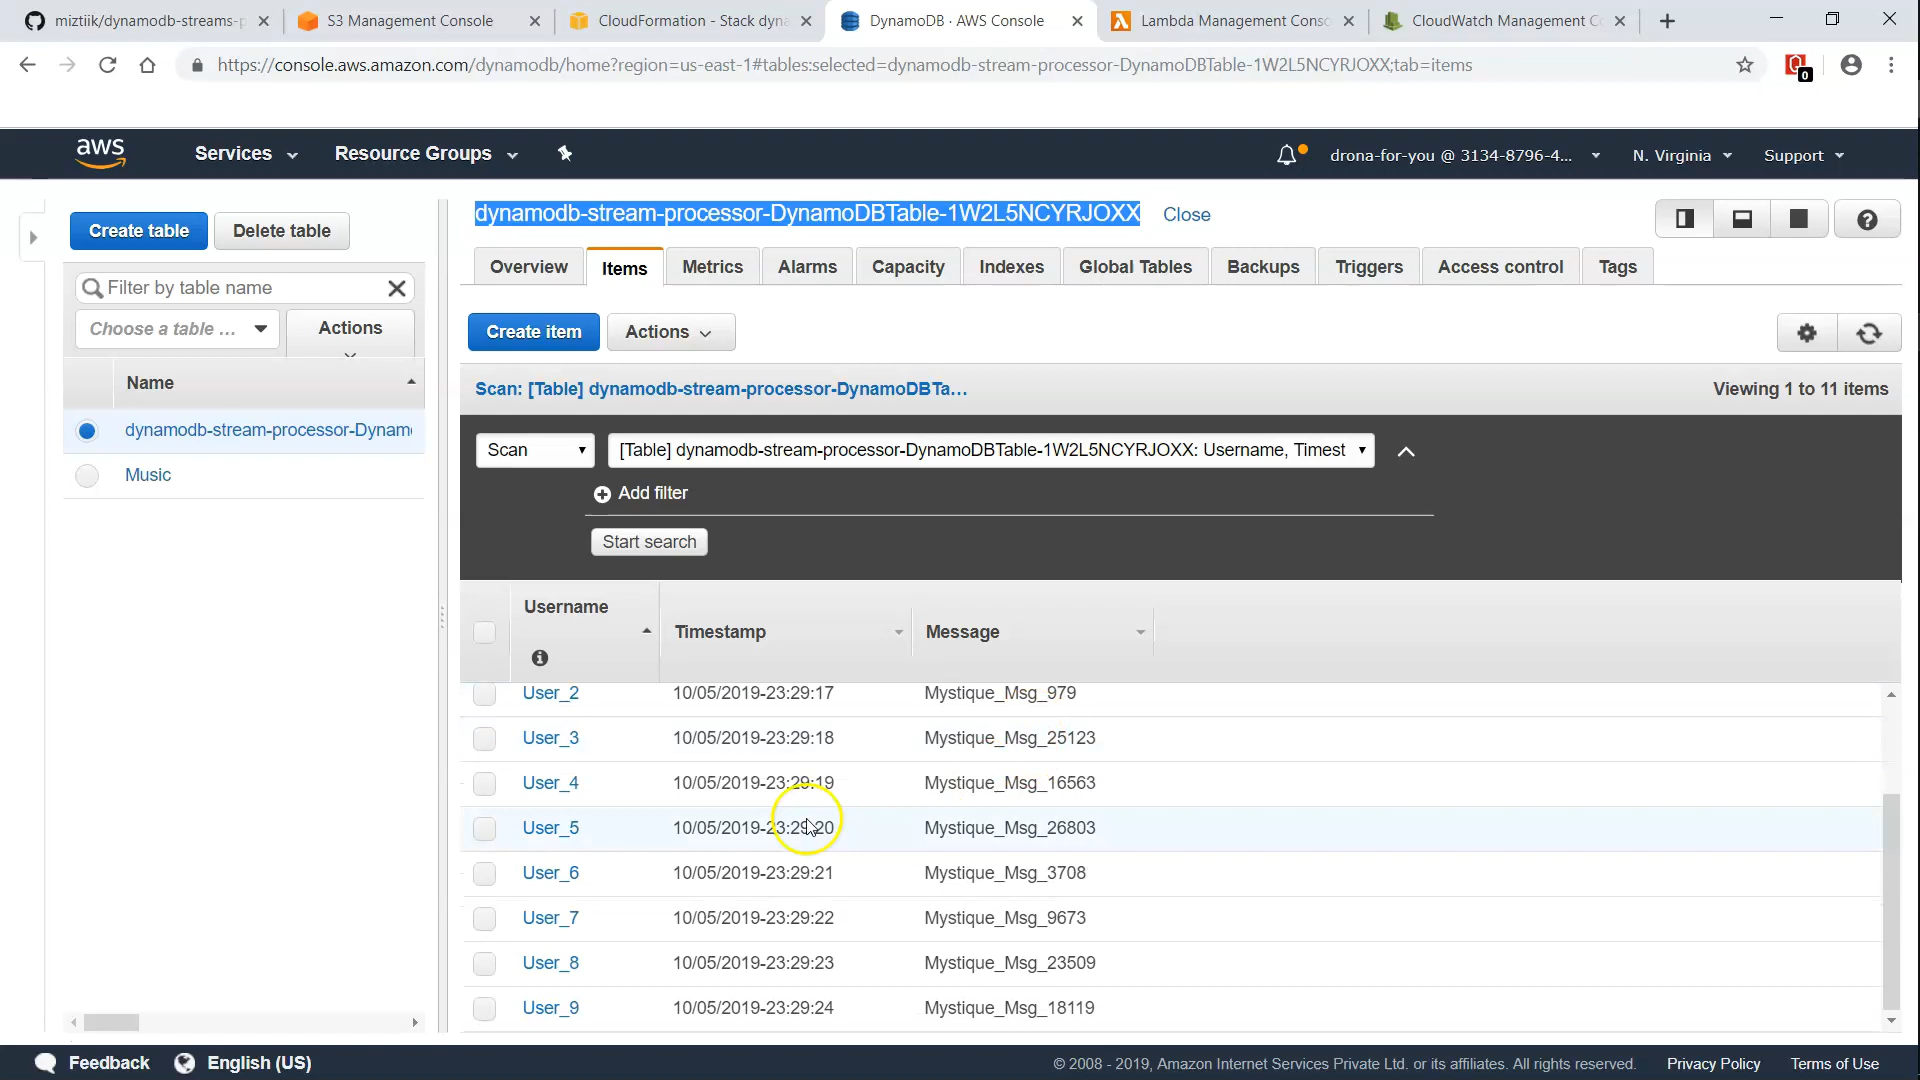 miztiik/dynamodb-streams-p
S3 Management Console
CloudFormation - Stack dyna
DynamoDB · AWS Console
Lambda Management Conso
CloudWatch Management C
https://console.aws.amazon.com/dynamodb/home?region=us-east-1#tables:selected=dynamodb-stream-processor-DynamoDBTable-1W2L5NCYRJOXX;tab=items
0
aws
Services
Resource Groups
drona-for-you @ 3134-8796-4...
N. Virginia
Support
Create table
Delete table
Filter by table name
Choose a table ...
Actions
Name
dynamodb-stream-processor-Dynam
Music
dynamodb-stream-processor-DynamoDBTable-1W2L5NCYRJOXX
Close
Overview
Items
Metrics
Alarms
Capacity
Indexes
Global Tables
Backups
Triggers
Access control
Tags
Create item
Actions
Scan: [Table] dynamodb-stream-processor-DynamoDBTa...
Viewing 1 to 11 items
Scan
[Table] dynamodb-stream-processor-DynamoDBTable-1W2L5NCYRJOXX: Username, Timest
Add filter
Start search
Username
Timestamp
Message
User_2 10/05/2019-23:29:17 Mystique_Msg_979
User_3 10/05/2019-23:29:18 Mystique_Msg_25123
User_4 10/05/2019-23:29:19 Mystique_Msg_16563
User_5 10/05/2019-23:29:20 Mystique_Msg_26803
User_6 10/05/2019-23:29:21 Mystique_Msg_3708
User_7 10/05/2019-23:29:22 Mystique_Msg_9673
User_8 10/05/2019-23:29:23 Mystique_Msg_23509
User_9 10/05/2019-23:29:24 Mystique_Msg_18119
Feedback
English (US)
© 2008 - 2019, Amazon Internet Services Private Ltd. or its affiliates. All rights reserved.
Privacy Policy
Terms of Use